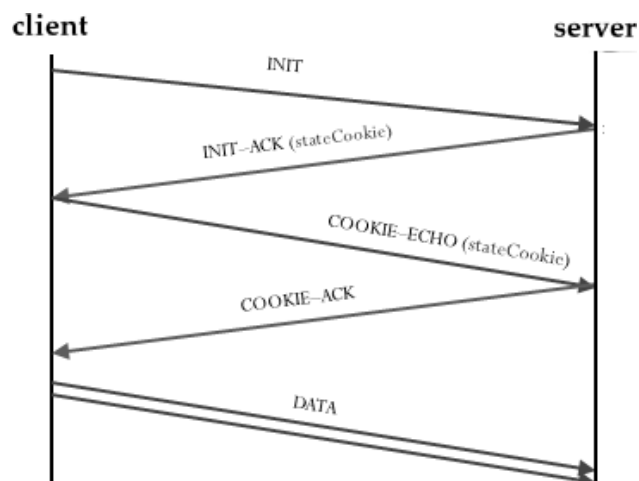 client
server
INIT
INIT–ACK (stateCookie)
COOKIE–ECHO (stateCookie)
COOKIE–ACK
DATA